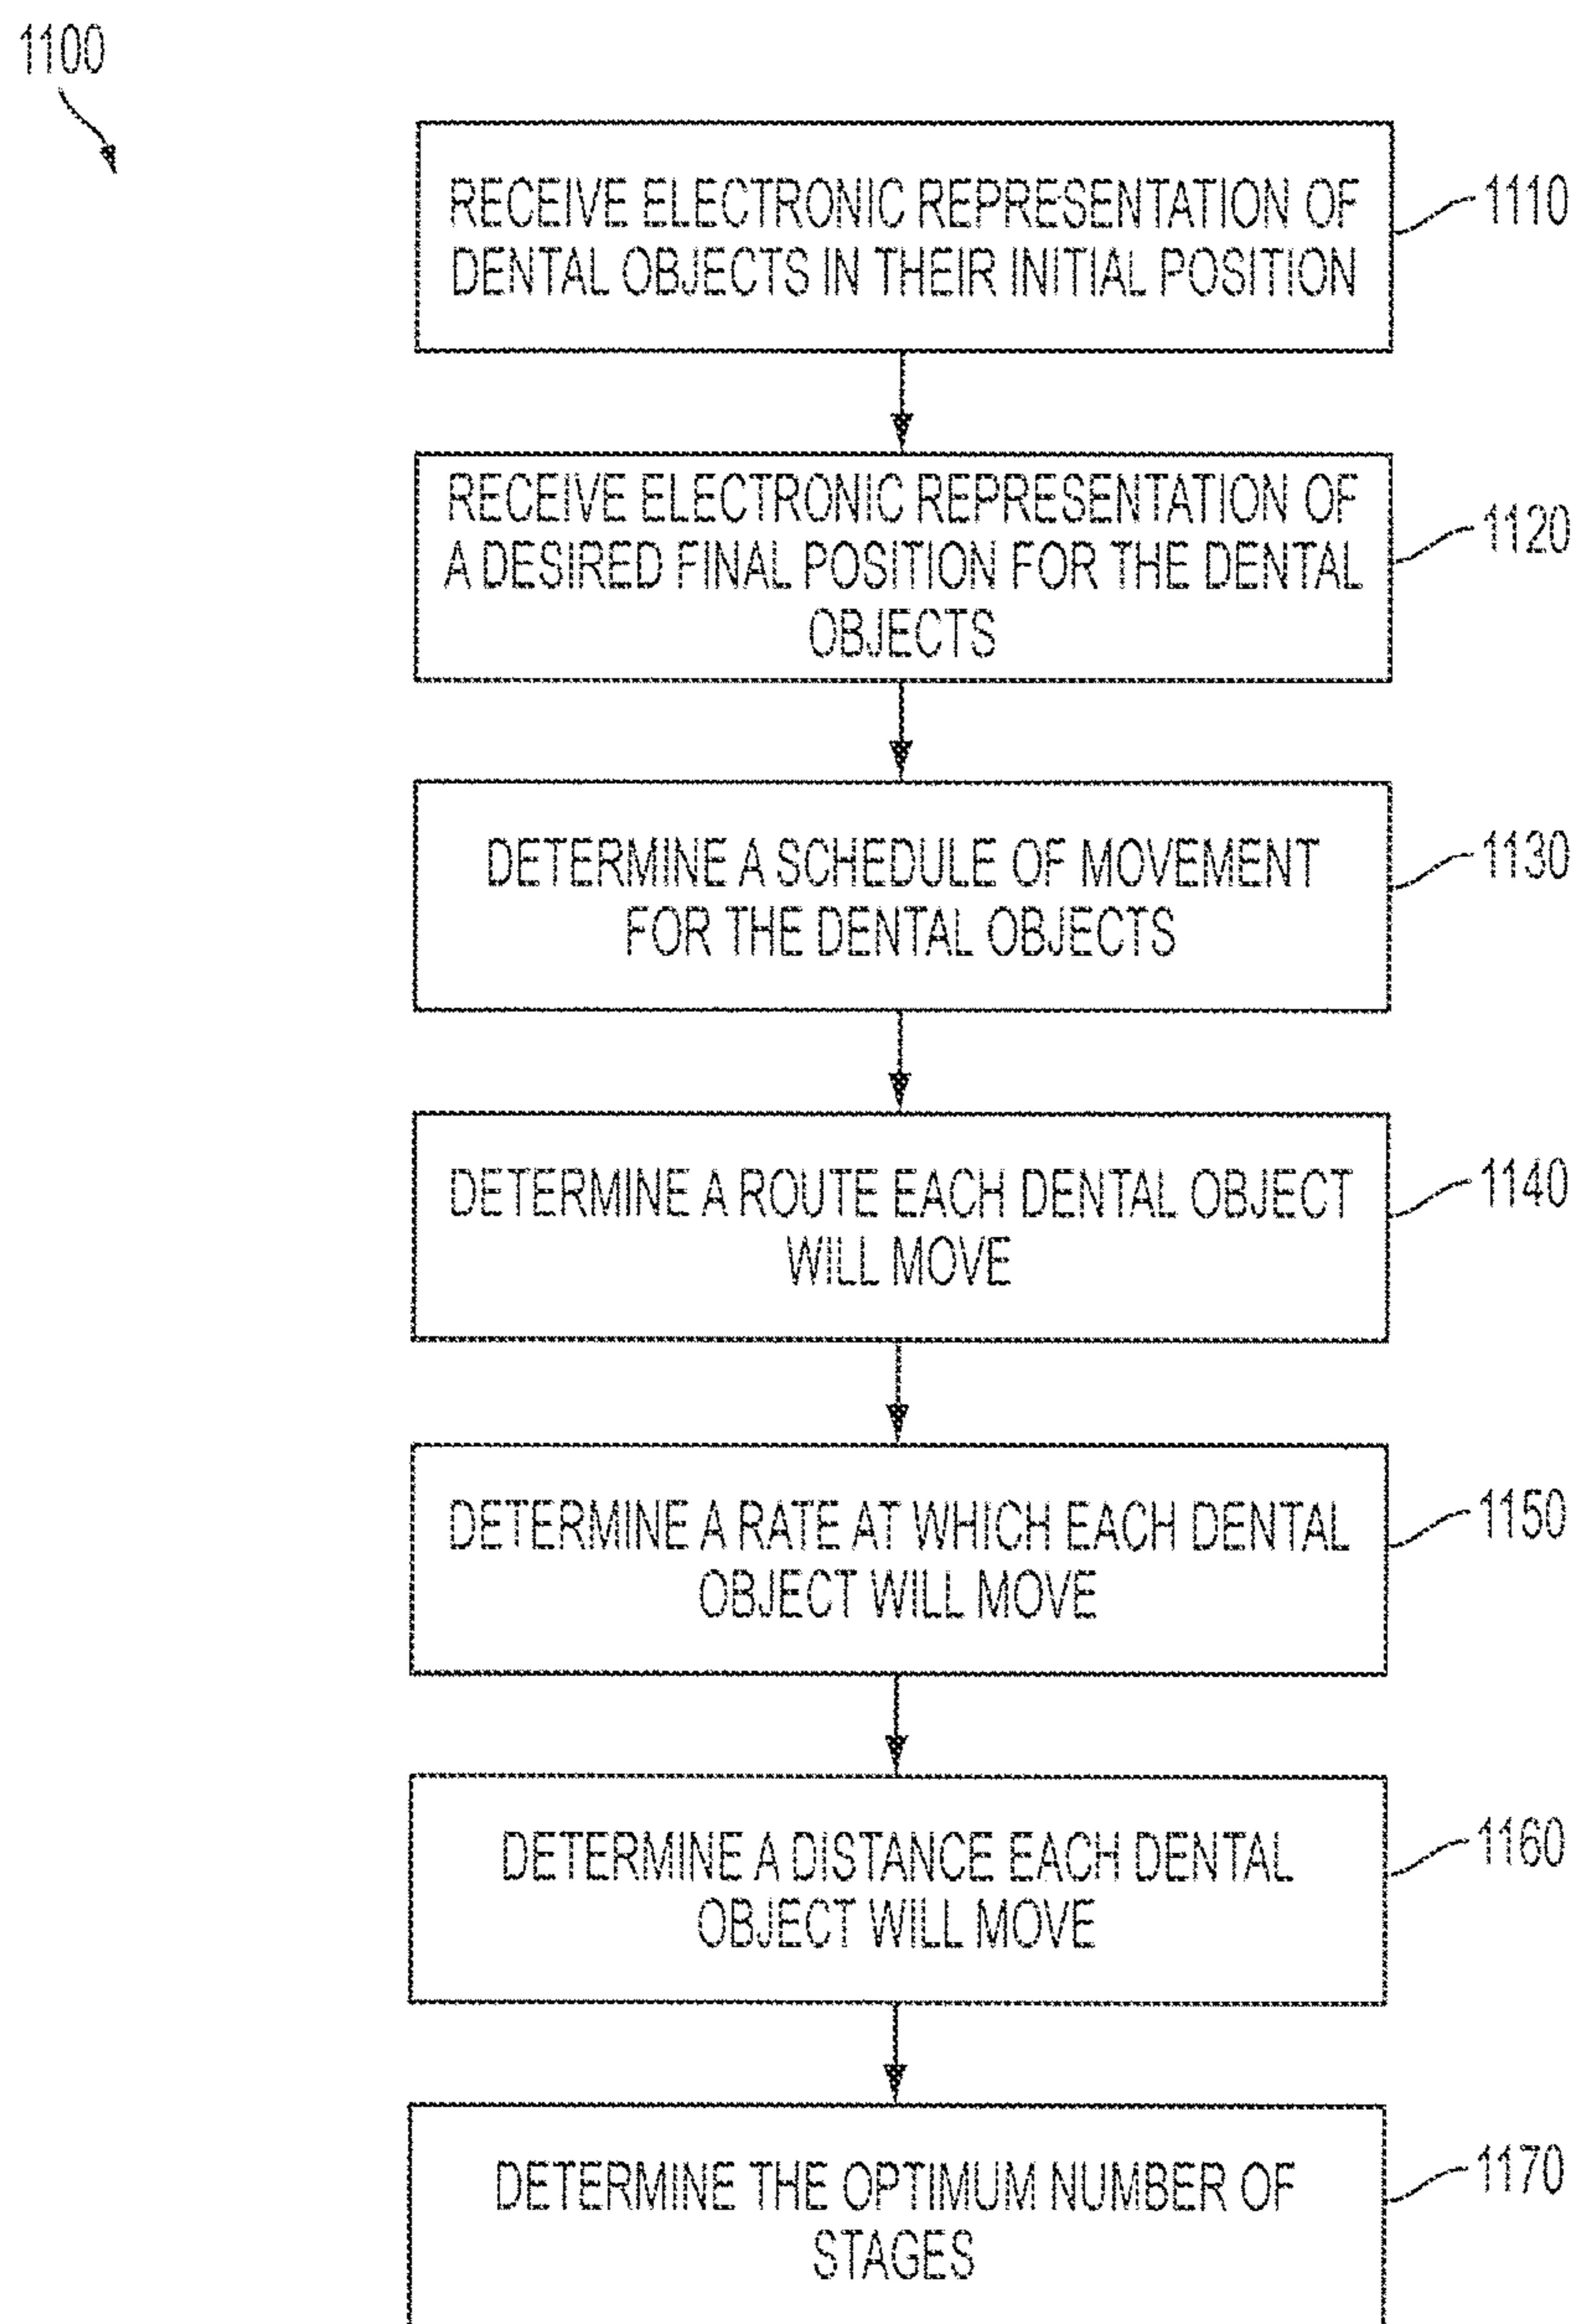 1100
RECEIVE ELECTRONIC REPRESENTATION OF
DENTAL OBJECTS IN THEIR INITIAL POSITION
1110
RECEIVE ELECTRONIC REPRESENTATION OF
A DESIRED FINAL POSITION FOR THE DENTAL
OBJECTS
1120
DETERMINE A SCHEDULE OF MOVEMENT
FOR THE DENTAL OBJECTS
1130
DETERMINE A ROUTE EACH DENTAL OBJECT
WILL MOVE
1140
DETERMINE A RATE AT WHICH EACH DENTAL
OBJECT WILL MOVE
1150
DETERMINE A DISTANCE EACH DENTAL
OBJECT WILL MOVE
1160
DETERMINE THE OPTIMUM NUMBER OF
STAGES
1170